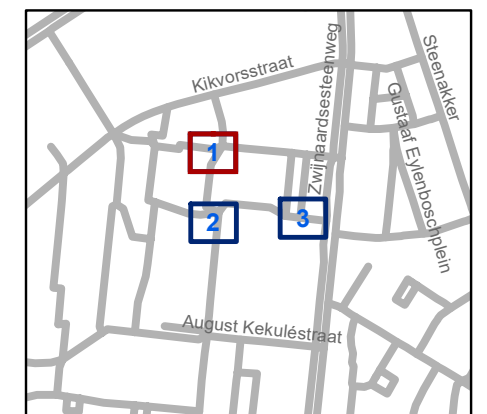 Kikvorsstraat
Zwijnaardsesteenweg
Steenakker
Gustaaf Eylenboschplein
1
2
3
August Kekuléstraat